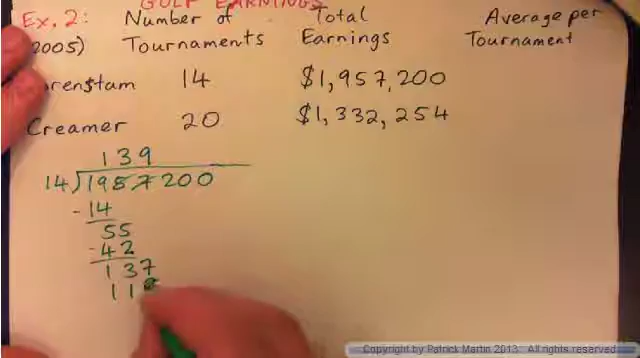 GOLF EARNINGS
Ex. 2: Number of Total Average per
2005) Tournaments Earnings Tournament
renstam 14 $1,957,200
Creamer 20 $1,332,254
139
14)1957200
-14
55
-42
137
11
Copyright by Patrick Martin 2013 All rights reserved